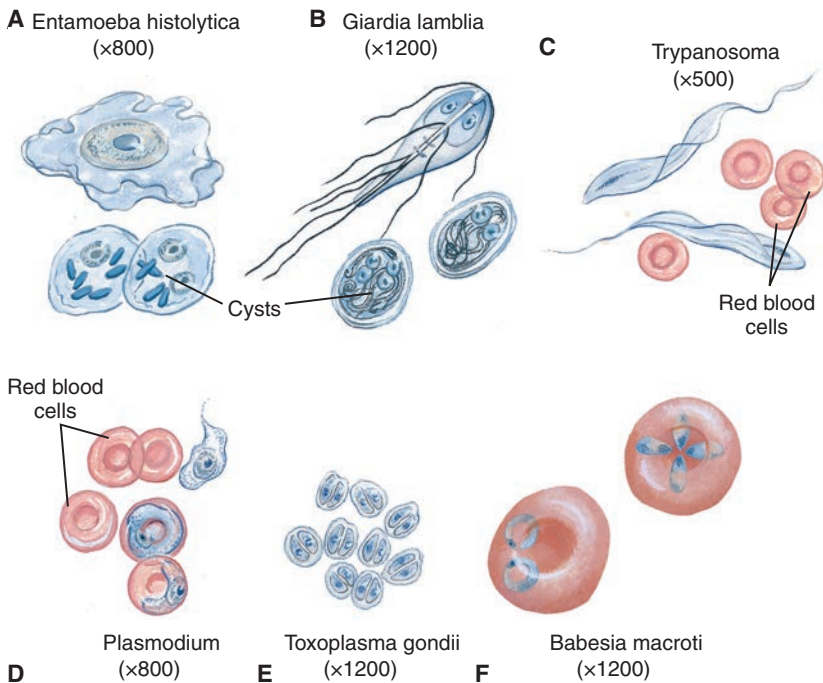 A Entamoeba histolytica
(×800)
B Giardia lamblia
(×1200)
C Trypanosoma
(×500)
Cysts
Red blood
cells
Red blood
cells
Plasmodium
(×800)
D
Toxoplasma gondii
(×1200)
E
Babesia macroti
(×1200)
F